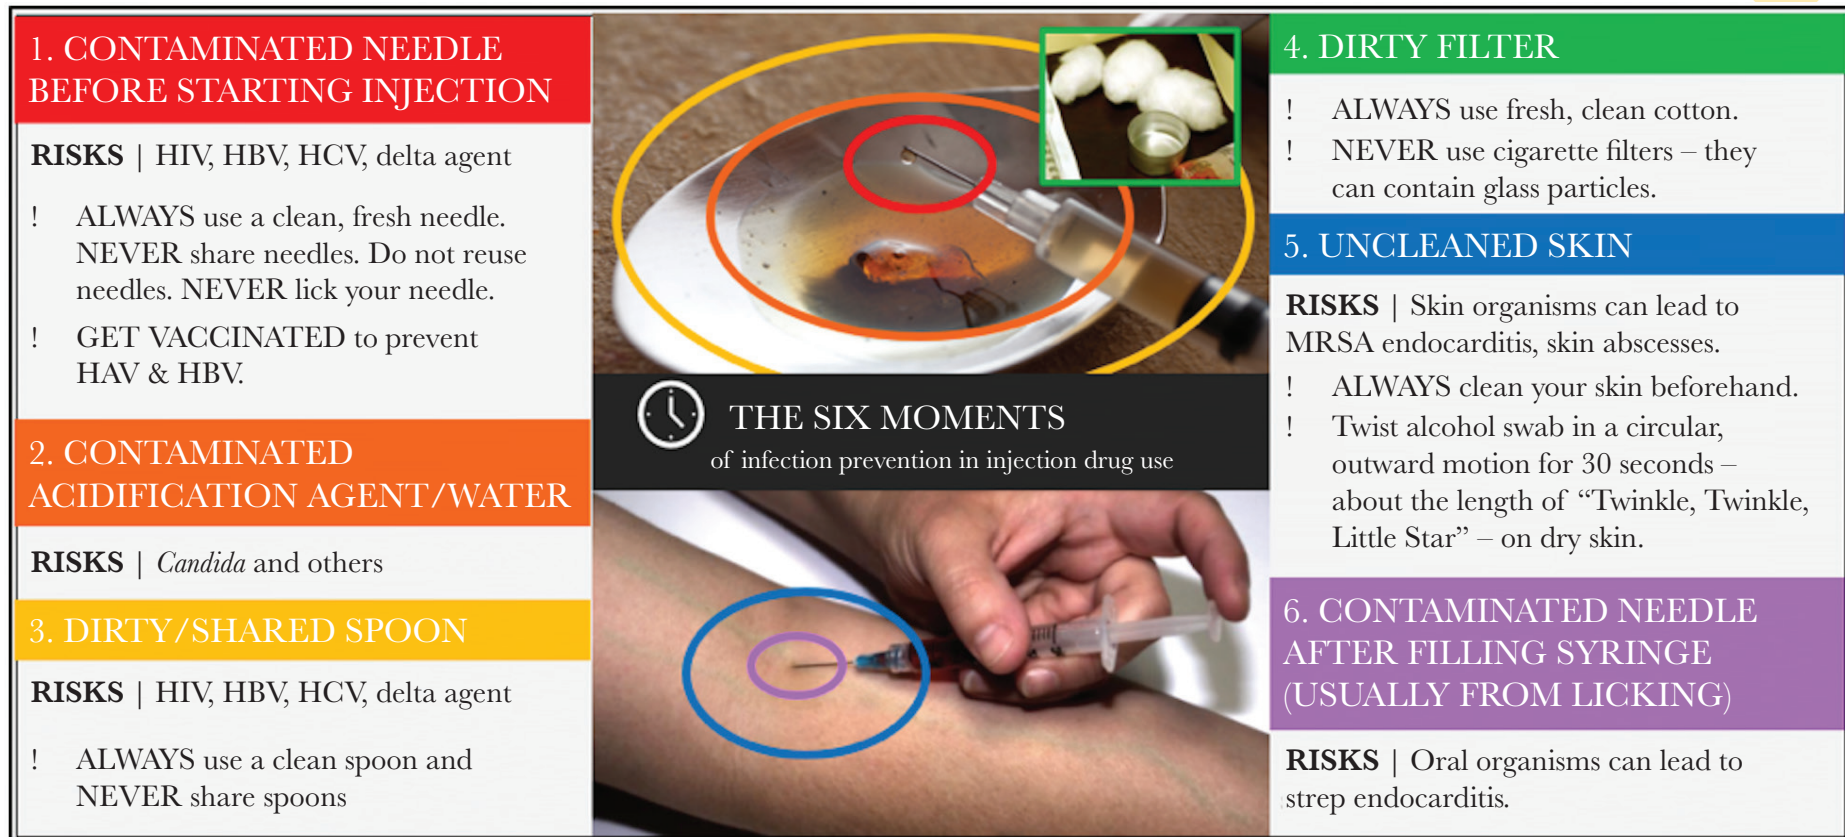 1. CONTAMINATED NEEDLE
BEFORE STARTING INJECTION
RISKS | HIV, HBV, HCV, delta agent
! ALWAYS use a clean, fresh needle.
NEVER share needles. Do not reuse
needles. NEVER lick your needle.
! GET VACCINATED to prevent
HAV & HBV.
2. CONTAMINATED
ACIDIFICATION AGENT/WATER
RISKS | Candida and others
3. DIRTY/SHARED SPOON
RISKS | HIV, HBV, HCV, delta agent
! ALWAYS use a clean spoon and
NEVER share spoons
THE SIX MOMENTS
of infection prevention in injection drug use
4. DIRTY FILTER
! ALWAYS use fresh, clean cotton.
! NEVER use cigarette filters – they
can contain glass particles.
5. UNCLEANED SKIN
RISKS | Skin organisms can lead to
MRSA endocarditis, skin abscesses.
! ALWAYS clean your skin beforehand.
! Twist alcohol swab in a circular,
outward motion for 30 seconds –
about the length of “Twinkle, Twinkle,
Little Star” – on dry skin.
6. CONTAMINATED NEEDLE
AFTER FILLING SYRINGE
(USUALLY FROM LICKING)
RISKS | Oral organisms can lead to
strep endocarditis.